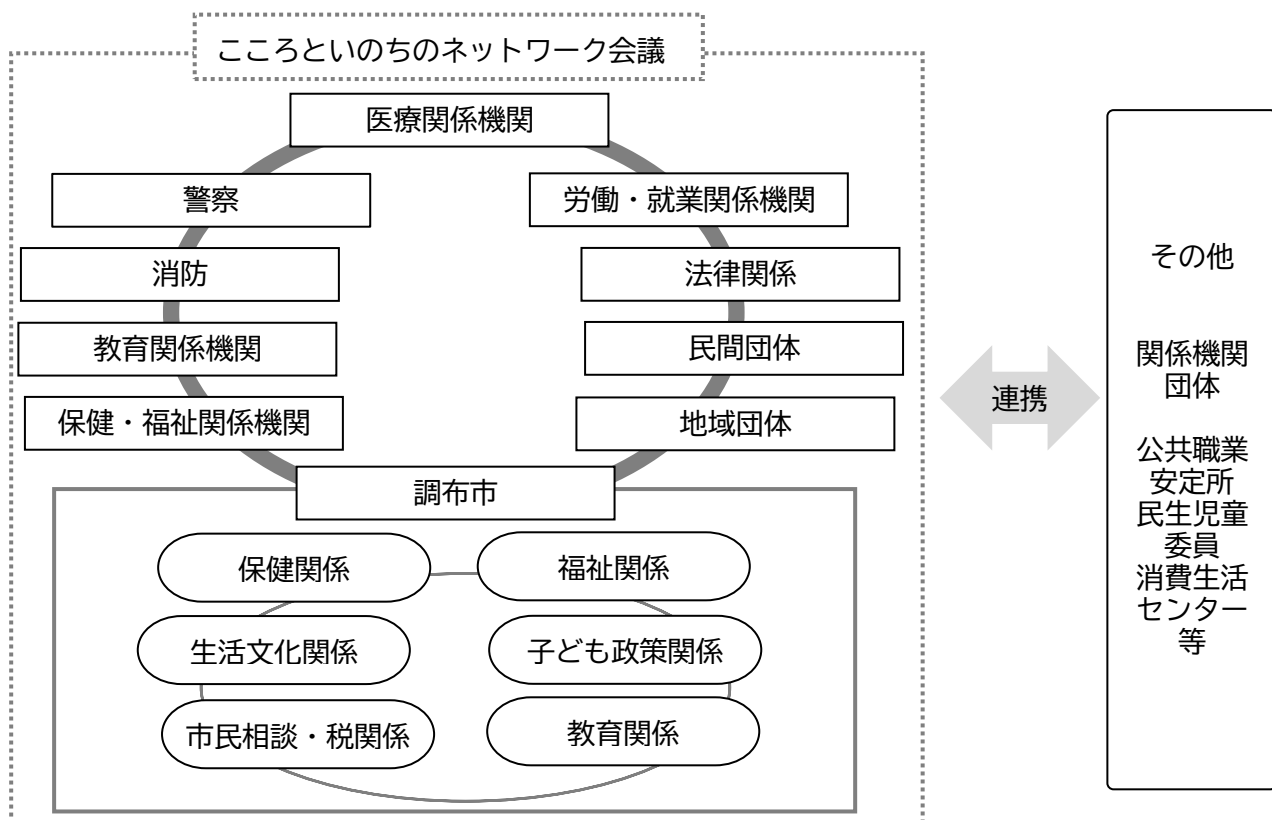 こころといのちのネットワーク会議
医療関係機関
警察
労働・就業関係機関
消防
法律関係
教育関係機関
民間団体
保健・福祉関係機関
地域団体
調布市
保健関係
福祉関係
生活文化関係
子ども政策関係
市民相談・税関係
教育関係
連携
その他
関係機関
団体
公共職業
安定所
民生児童
委員
消費生活
センター
等